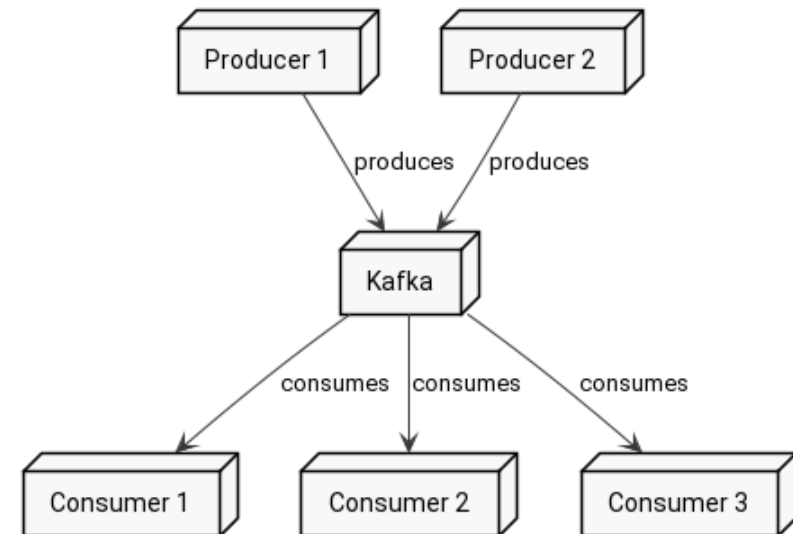 Producer 1
Producer 2
produces
produces
Kafka
consumes
consumes
consumes
Consumer 1
Consumer 2
Consumer 3